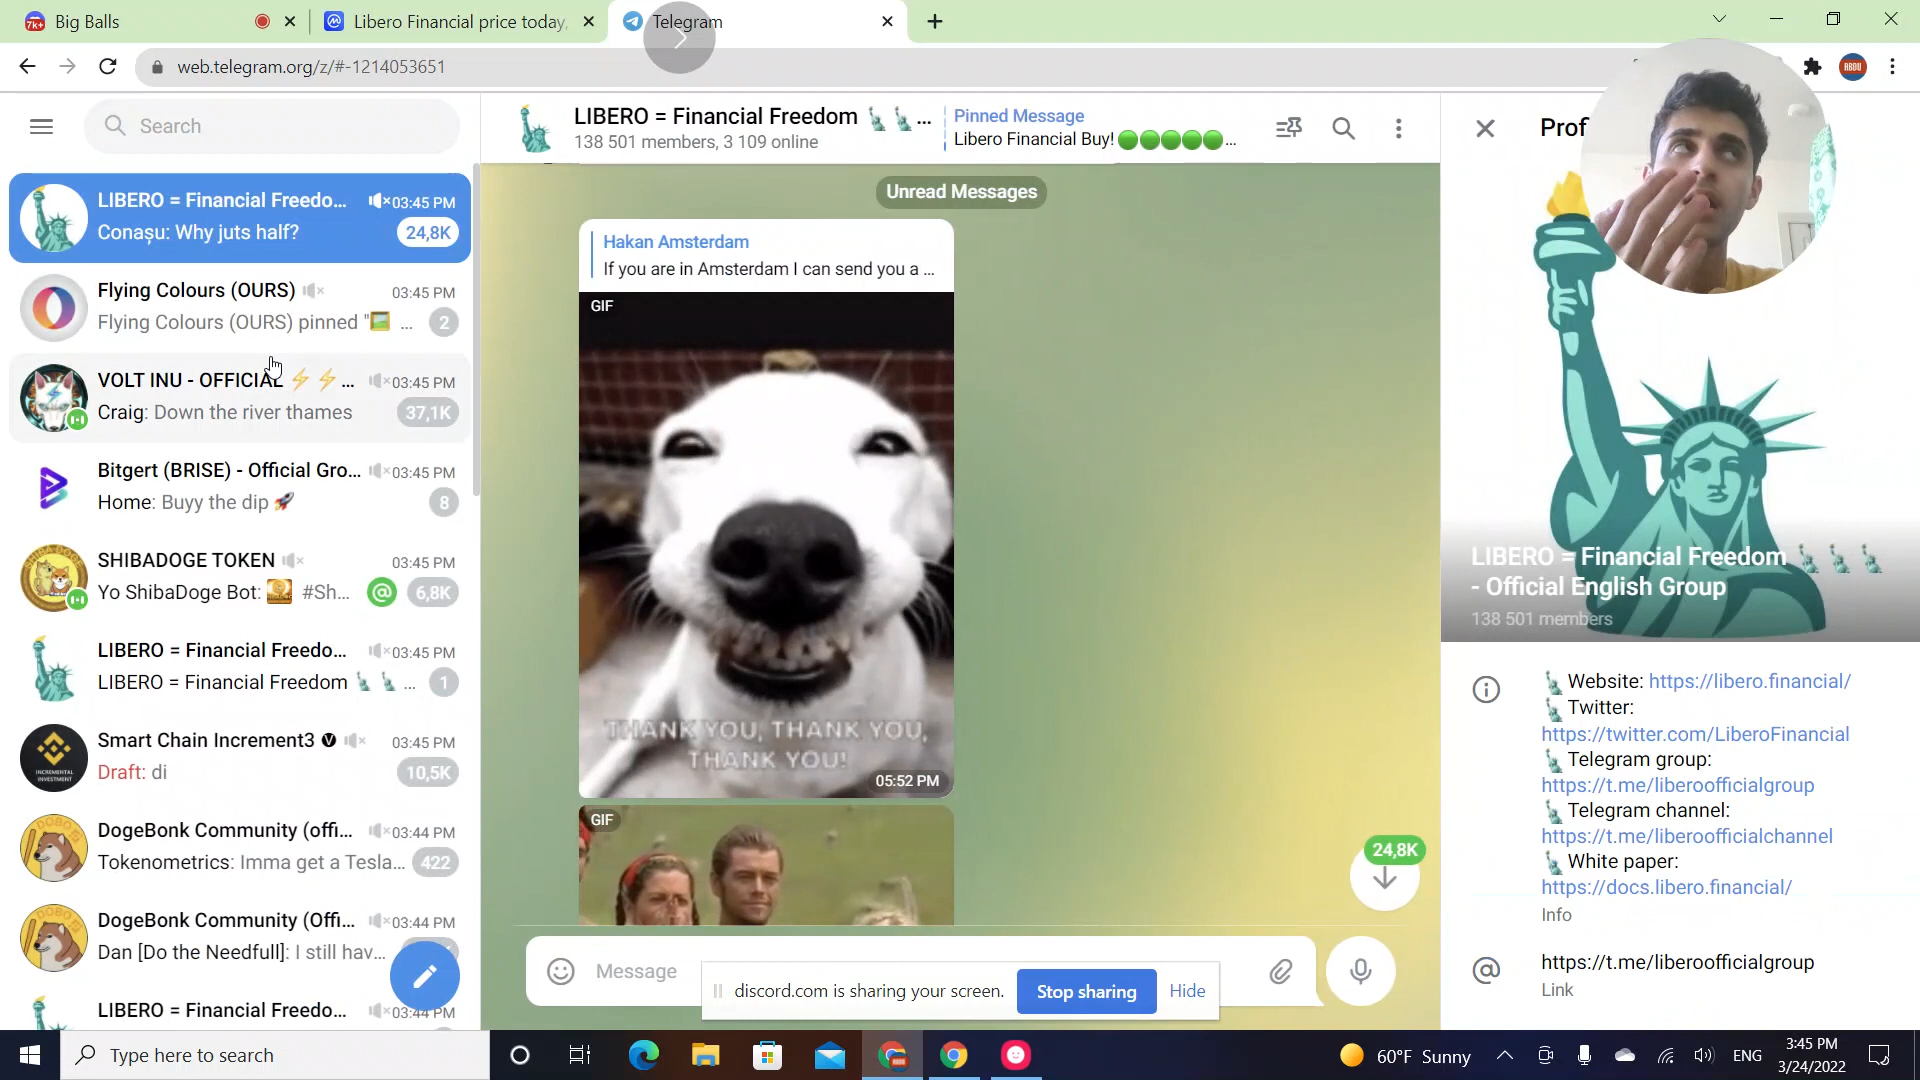 7k+
Big Balls
Libero Financial price today,
Telegram
web.telegram.org/z/#-1214053651
ABDU
Search
LIBERO = Financial Freedo... 03:45 PM
Conașu: Why juts half? 24,8K
Flying Colours (OURS) 03:45 PM
Flying Colours (OURS) pinned "🖼️ ... 2
VOLT INU - OFFICIAL ⚡⚡... 03:45 PM
Craig: Down the river thames 37,1K
Bitgert (BRISE) - Official Gro... 03:45 PM
Home: Buyy the dip 🚀 8
SHIBADOGE TOKEN 03:45 PM
Yo ShibaDoge Bot: #Sh... @ 6,8K
LIBERO = Financial Freedo... 03:45 PM
LIBERO = Financial Freedom 🗽🗽 ... 1
Smart Chain Increment3 03:45 PM
Draft: di 10,5K
INCREMENTAL
INVESTMENT
DogeBonk Community (offi... 03:44 PM
Tokenometrics: Imma get a Tesla... 422
DogeBonk Community (Offi... 03:44 PM
Dan [Do the Needfull]: I still hav...
LIBERO = Financial Freedo... 03:44 PM
LIBERO = Financial Freedom 🗽🗽...
138 501 members, 3 109 online
Pinned Message
Libero Financial Buy! 🟢🟢🟢🟢🟢...
Unread Messages
Hakan Amsterdam
If you are in Amsterdam I can send you a ...
GIF
THANK YOU, THANK YOU,
THANK YOU!
05:52 PM
GIF
24,8K
Message
discord.com is sharing your screen.
Stop sharing
Hide
Prof
LIBERO = Financial Freedom 🗽🗽🗽
- Official English Group
138 501 members
🗽Website: https://libero.financial/
🗽Twitter:
https://twitter.com/LiberoFinancial
🗽Telegram group:
https://t.me/liberoofficialgroup
🗽Telegram channel:
https://t.me/liberoofficialchannel
🗽White paper:
https://docs.libero.financial/
Info
@ https://t.me/liberoofficialgroup
Link
Type here to search
60°F Sunny
ENG
3:45 PM
3/24/2022